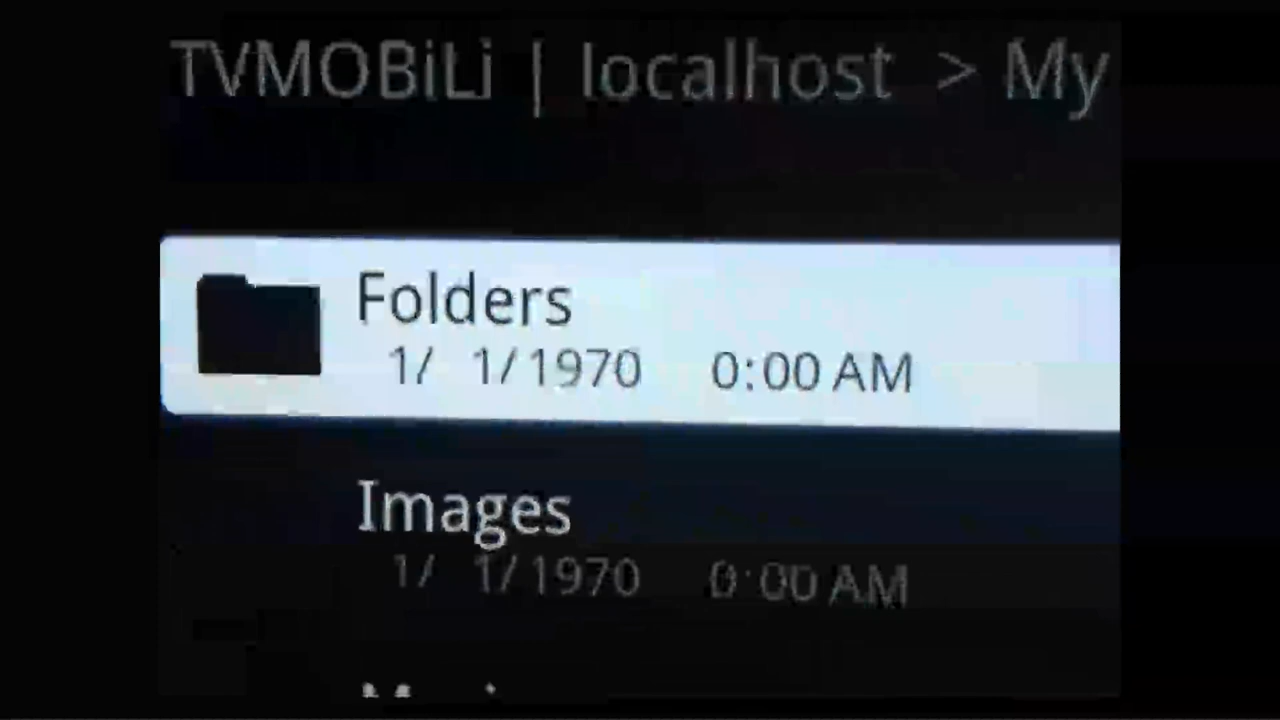 TVMOBiLi | localhost > My
Folders
1/ 1/1970 0:00 AM
Images
1/ 1/1970 0:00 AM